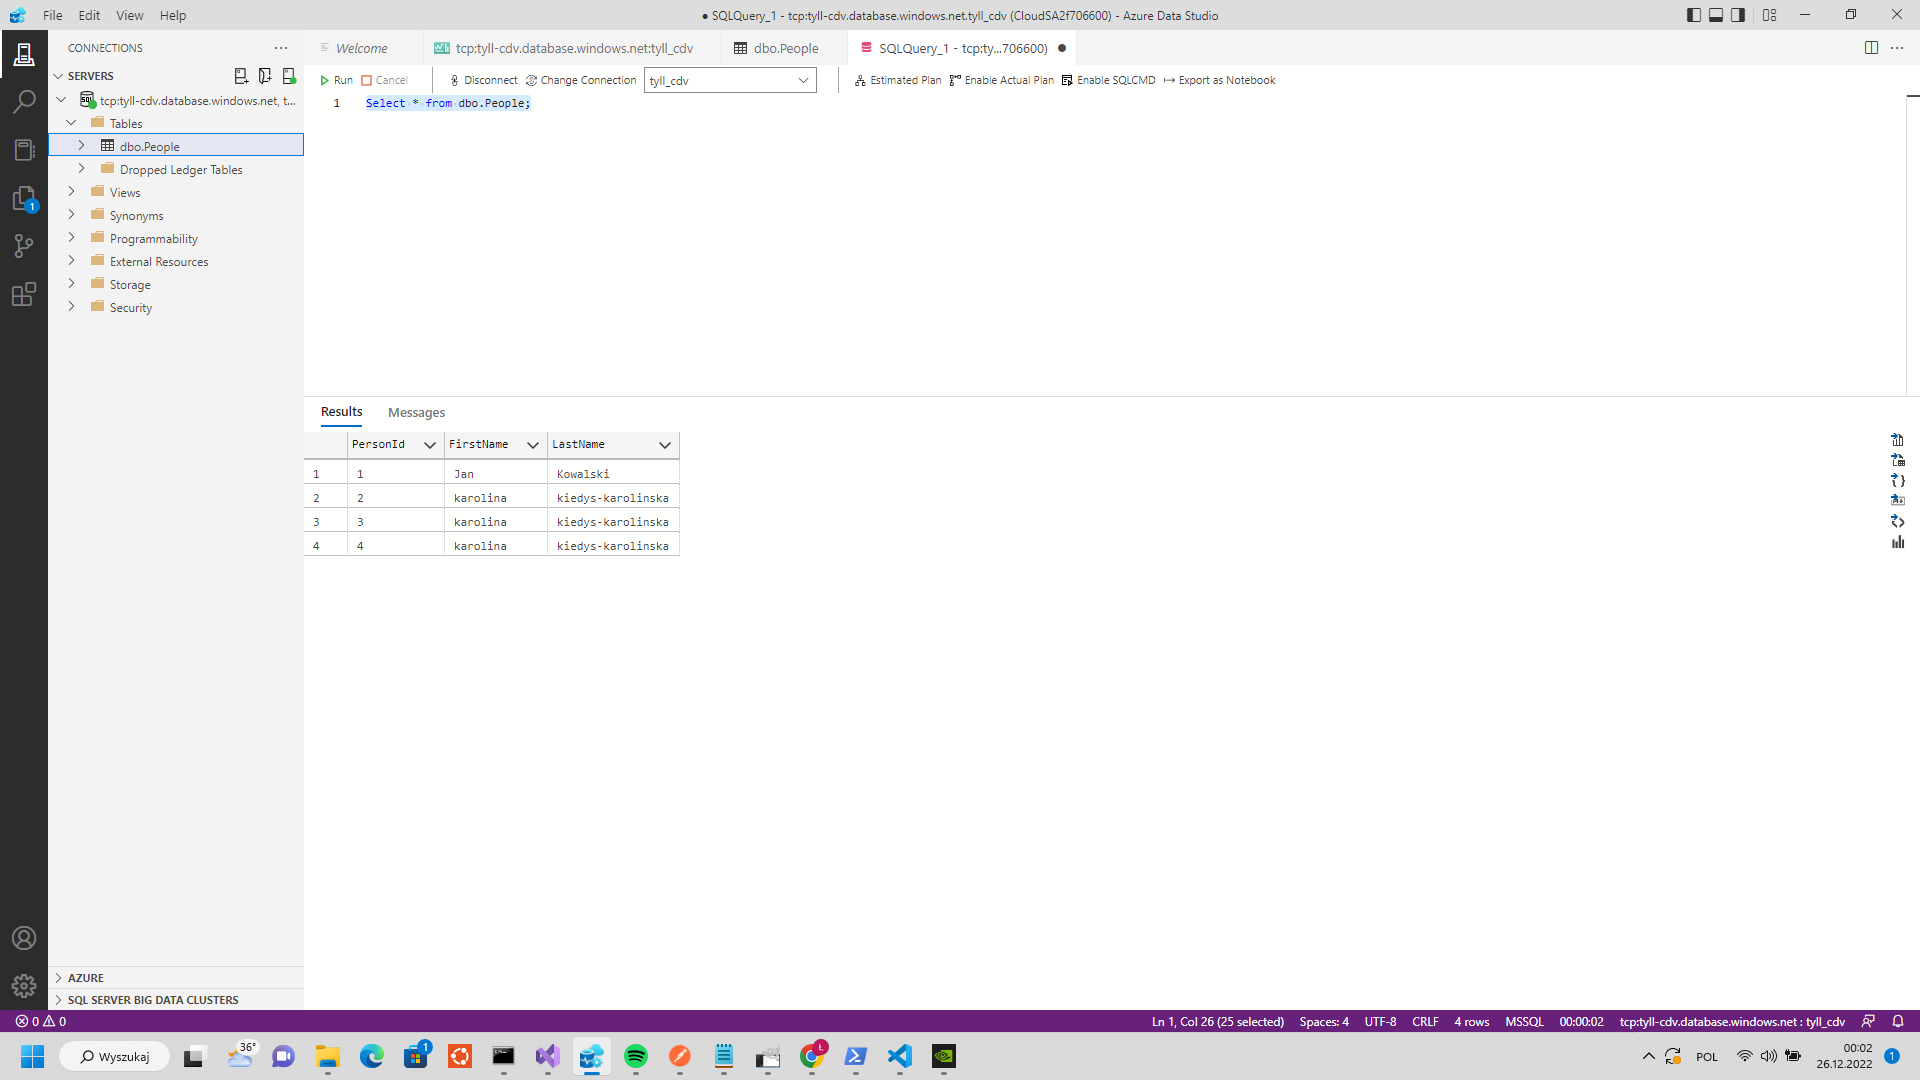 File Edit View Help
● SQLQuery_1 - tcp:tyll-cdv.database.windows.net.tyll_cdv (CloudSA2f706600) - Azure Data Studio
CONNECTIONS
Welcome
tcp:tyll-cdv.database.windows.net:tyll_cdv
dbo.People
SQLQuery_1 - tcp:ty...706600) ●
SERVERS
Run Cancel Disconnect Change Connection tyll_cdv Estimated Plan Enable Actual Plan Enable SQLCMD Export as Notebook
tcp:tyll-cdv.database.windows.net, t...
Tables
dbo.People
Dropped Ledger Tables
Views
Synonyms
Programmability
External Resources
Storage
Security
1
1 Select * from dbo.People;
Results Messages
PersonId FirstName LastName
1 1 Jan Kowalski
2 2 karolina kiedys-karolinska
3 3 karolina kiedys-karolinska
4 4 karolina kiedys-karolinska
AZURE
SQL SERVER BIG DATA CLUSTERS
0 0
Ln 1, Col 26 (25 selected) Spaces: 4 UTF-8 CRLF 4 rows MSSQL 00:00:02 tcp:tyll-cdv.database.windows.net : tyll_cdv
Wyszukaj
36°
1
Ł
POL
00:02
26.12.2022
1